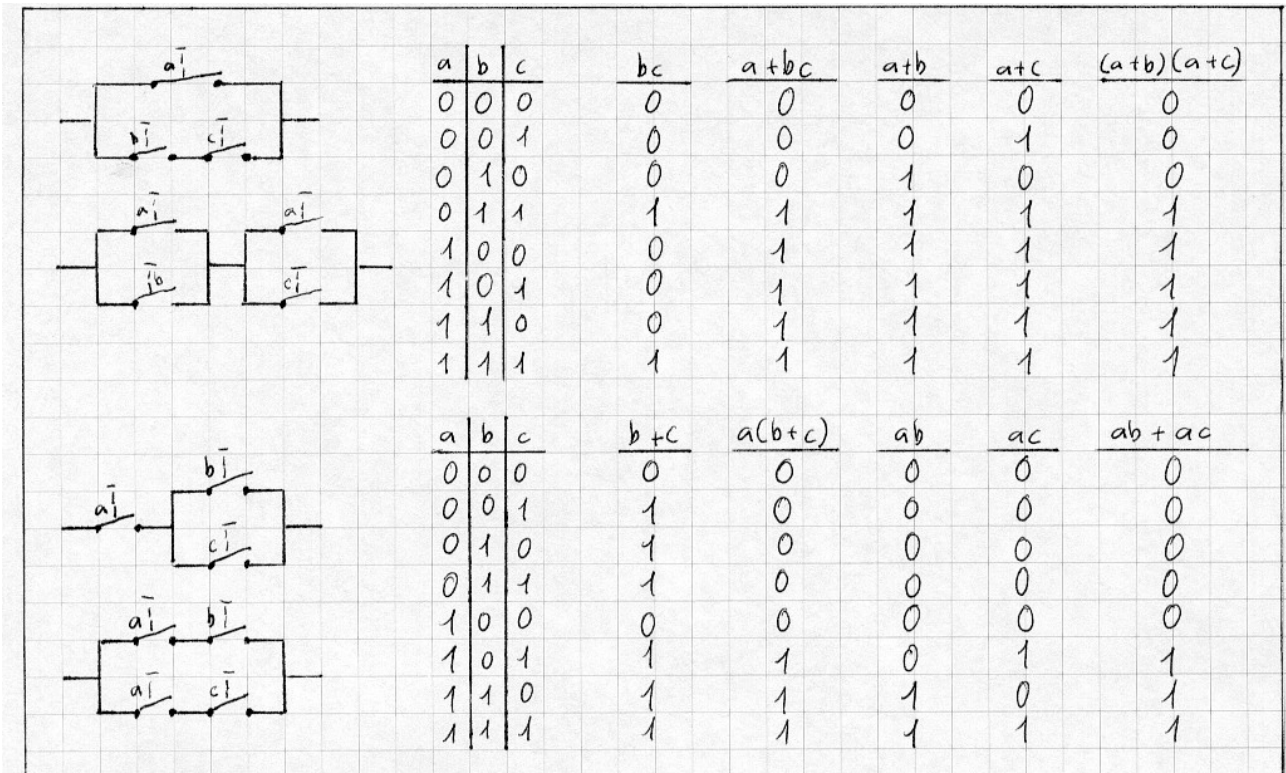 a
b c
a a
b c
a b c bc a+bc a+b a+c (a+b)(a+c)
0 0 0 0 0 0 0 0
0 0 1 0 0 0 1 0
0 1 0 0 0 1 0 0
0 1 1 1 1 1 1 1
1 0 0 0 1 1 1 1
1 0 1 0 1 1 1 1
1 1 0 0 1 1 1 1
1 1 1 1 1 1 1 1
b
a
c
a b
a c
a b c b+c a(b+c) ab ac ab + ac
0 0 0 0 0 0 0 0
0 0 1 1 0 0 0 0
0 1 0 1 0 0 0 0
0 1 1 1 0 0 0 0
1 0 0 0 0 0 0 0
1 0 1 1 1 0 1 1
1 1 0 1 1 1 0 1
1 1 1 1 1 1 1 1